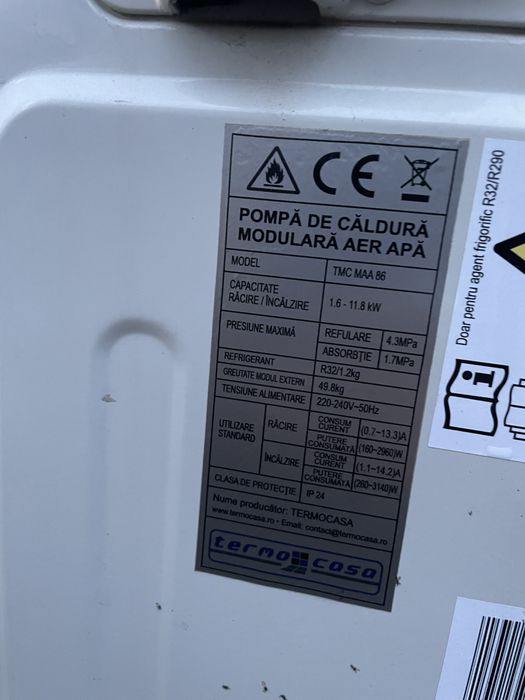 CE
POMPĂ DE CĂLDURĂ
MODULARĂ AER APĂ
MODEL TMC MAA 86
CAPACITATE
RĂCIRE / ÎNCĂLZIRE 1.6 - 11.8 kW
PRESIUNE MAXIMĂ REFULARE 4.3MPa
ABSORBȚIE 1.7MPa
REFRIGERANT R32/1.2kg
GREUTATE MODUL EXTERN 49.8kg
TENSIUNE ALIMENTARE 220-240V~50Hz
UTILIZARE
STANDARD
RĂCIRE
CONSUM
CURENT (0.7~13.3)A
PUTERE
CONSUMATĂ (160~2960)W
ÎNCĂLZIRE
CONSUM
CURENT (1.1~14.2)A
PUTERE
CONSUMATĂ (260~3140)W
CLASA DE PROTECȚIE IP 24
Nume producător: TERMOCASA
www.termocasa.ro • Email: contact@termocasa.ro
termo casa
Doar pentru agent frigorific R32/R290